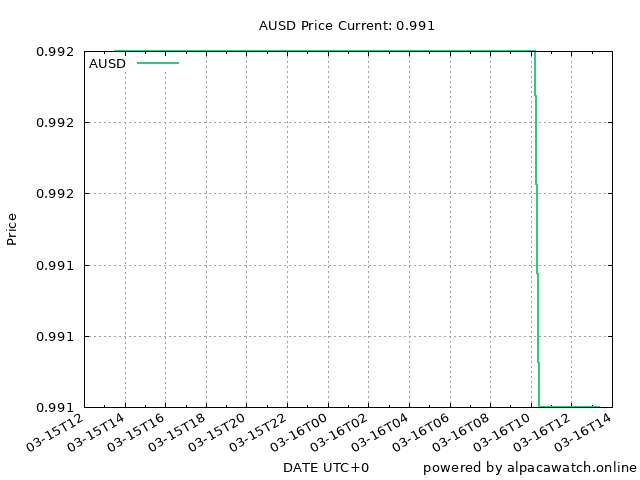 AUSD Price Current: 0.991
0.992
AUSD
0.992
0.992
Price
0.991
0.991
0.991
03-15T12 03-15T14 03-15T16 03-15T18 03-15T20 03-15T22 03-16T00 03-16T02 03-16T04 03-16T06 03-16T08 03-16T10 03-16T12 03-16T14
DATE UTC+0
powered by alpacawatch.online